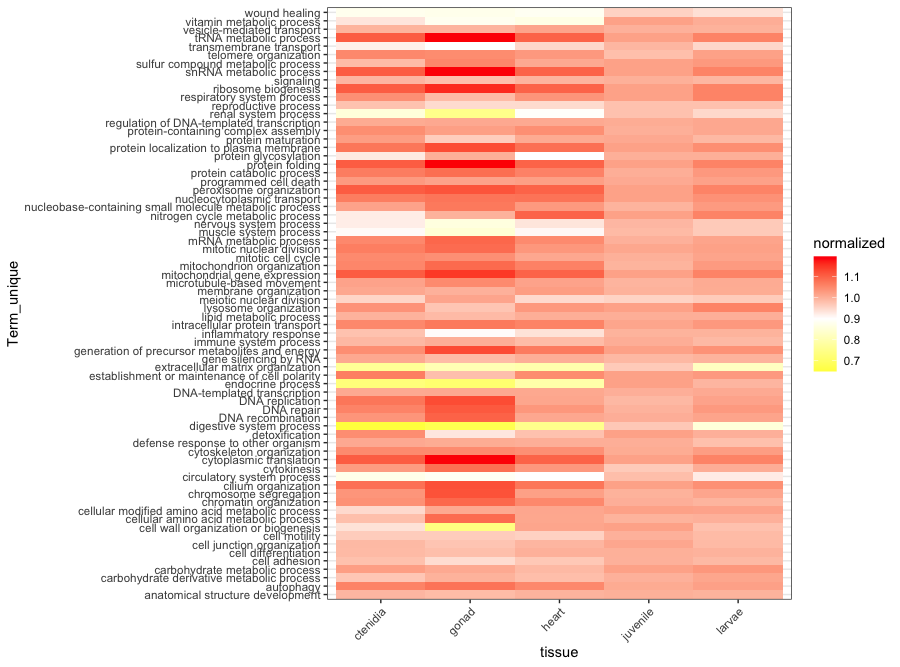 Term_unique
wound healing
vitamin metabolic process
vesicle-mediated transport
tRNA metabolic process
transmembrane transport
telomere organization
sulfur compound metabolic process
snRNA metabolic process
signaling
ribosome biogenesis
respiratory system process
reproductive process
renal system process
regulation of DNA-templated transcription
protein-containing complex assembly
protein maturation
protein localization to plasma membrane
protein glycosylation
protein folding
protein catabolic process
programmed cell death
peroxisome organization
nucleocytoplasmic transport
nucleobase-containing small molecule metabolic process
nitrogen cycle metabolic process
nervous system process
muscle system process
mRNA metabolic process
mitotic nuclear division
mitotic cell cycle
mitochondrion organization
mitochondrial gene expression
microtubule-based movement
membrane organization
meiotic nuclear division
lysosome organization
lipid metabolic process
intracellular protein transport
inflammatory response
immune system process
generation of precursor metabolites and energy
gene silencing by RNA
extracellular matrix organization
establishment or maintenance of cell polarity
endocrine process
DNA-templated transcription
DNA replication
DNA repair
DNA recombination
digestive system process
detoxification
defense response to other organism
cytoskeleton organization
cytoplasmic translation
cytokinesis
circulatory system process
cilium organization
chromosome segregation
chromatin organization
cellular modified amino acid metabolic process
cellular amino acid metabolic process
cell wall organization or biogenesis
cell motility
cell junction organization
cell differentiation
cell adhesion
carbohydrate metabolic process
carbohydrate derivative metabolic process
autophagy
anatomical structure development
ctenidia
gonad
heart
juvenile
larvae
tissue
normalized
1.1
1.0
0.9
0.8
0.7